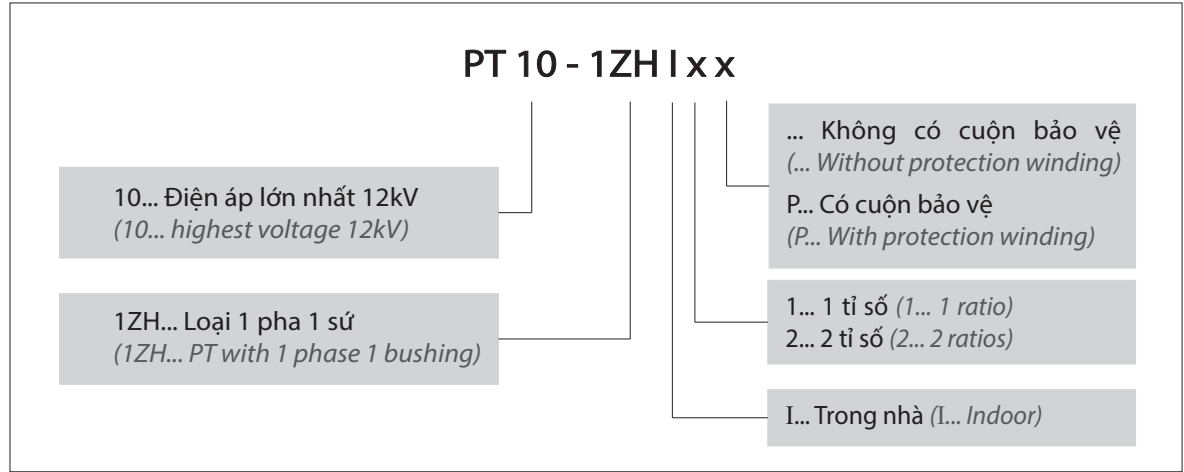 PT 10 - 1ZH I x x
10... Điện áp lớn nhất 12kV
(10... highest voltage 12kV)
1ZH... Loại 1 pha 1 sứ
(1ZH... PT with 1 phase 1 bushing)
... Không có cuộn bảo vệ
(... Without protection winding)
P... Có cuộn bảo vệ
(P... With protection winding)
1... 1 tỉ số (1... 1 ratio)
2... 2 tỉ số (2... 2 ratios)
I... Trong nhà (I... Indoor)